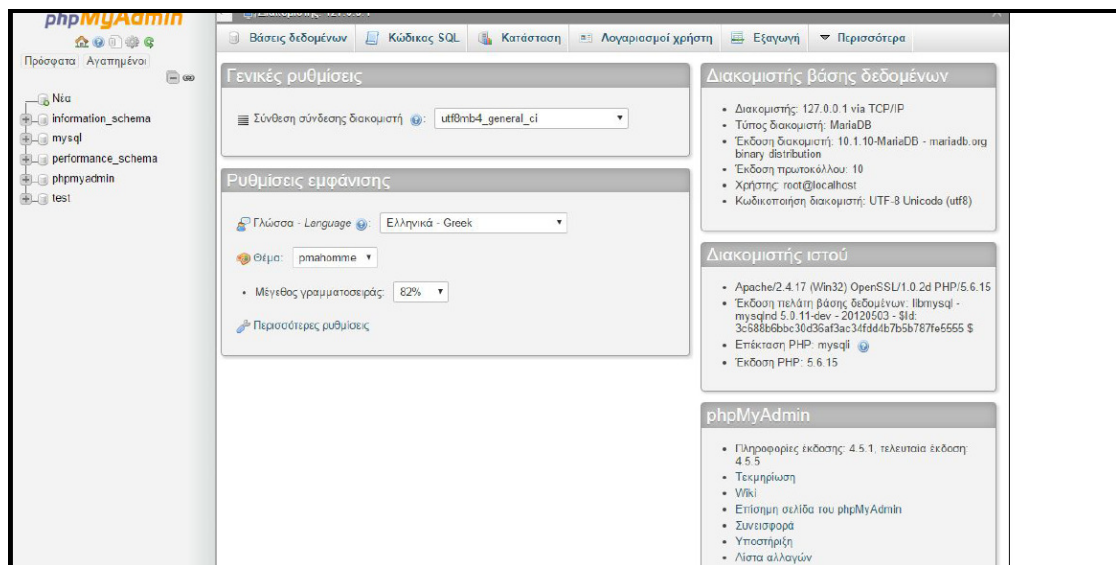 phpMyAdmin
Διακομιστής: 127.0.0.1
Πρόσφατα Αγαπημένοι
Νέα
information_schema
mysql
performance_schema
phpmyadmin
test
Βάσεις δεδομένων Κώδικας SQL Κατάσταση Λογαριασμοί χρήστη Εξαγωγή Περισσότερα
Γενικές ρυθμίσεις
Σύνθεση σύνδεσης διακομιστή : utf8mb4_general_ci
Ρυθμίσεις εμφάνισης
Γλώσσα - Language : Ελληνικά - Greek
Θέμα: pmahomme
• Μέγεθος γραμματοσειράς: 82%
Περισσότερες ρυθμίσεις
Διακομιστής βάσης δεδομένων
• Διακομιστής: 127.0.0.1 via TCP/IP
• Τύπος διακομιστή: MariaDB
• Έκδοση διακομιστή: 10.1.10-MariaDB - mariadb.org
binary distribution
• Έκδοση πρωτοκόλλου: 10
• Χρήστης: root@localhost
• Κωδικοποίηση διακομιστή: UTF-8 Unicode (utf8)
Διακομιστής ιστού
• Apache/2.4.17 (Win32) OpenSSL/1.0.2d PHP/5.6.15
• Έκδοση πελάτη βάσης δεδομένων: libmysql -
mysqlnd 5.0.11-dev - 20120503 - $Id:
3c688b6bbc30d36af3ac34fdd4b7b5b787fe5555 $
• Επέκταση PHP: mysqli
• Έκδοση PHP: 5.6.15
phpMyAdmin
• Πληροφορίες έκδοσης: 4.5.1, τελευταία έκδοση:
4.5.5
• Τεκμηρίωση
• Wiki
• Επίσημη σελίδα του phpMyAdmin
• Συνεισφορά
• Υποστήριξη
• Λίστα αλλαγών